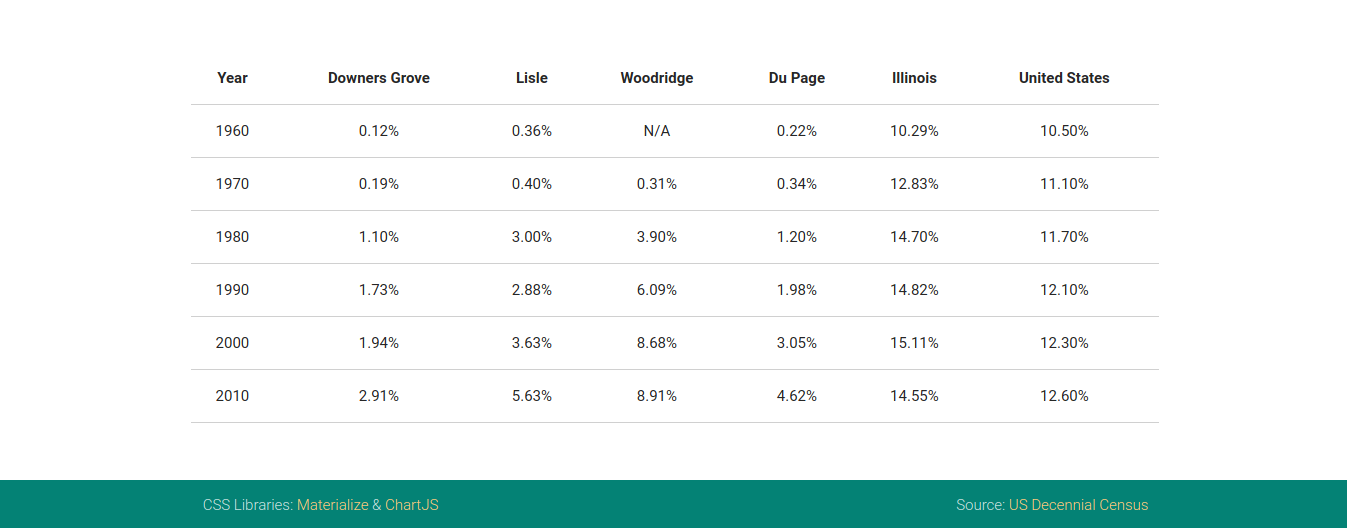 Year Downers Grove Lisle Woodridge Du Page Illinois United States
1960 0.12% 0.36% N/A 0.22% 10.29% 10.50%
1970 0.19% 0.40% 0.31% 0.34% 12.83% 11.10%
1980 1.10% 3.00% 3.90% 1.20% 14.70% 11.70%
1990 1.73% 2.88% 6.09% 1.98% 14.82% 12.10%
2000 1.94% 3.63% 8.68% 3.05% 15.11% 12.30%
2010 2.91% 5.63% 8.91% 4.62% 14.55% 12.60%
CSS Libraries: Materialize & ChartJS Source: US Decennial Census